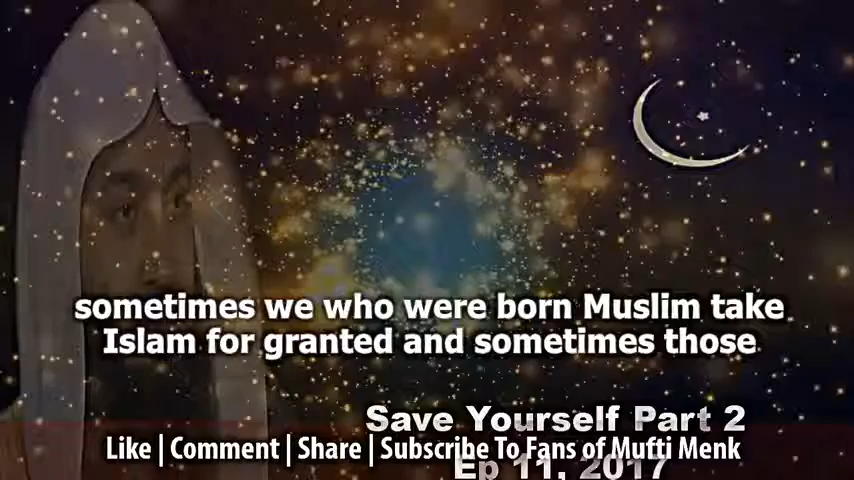 sometimes we who were born Muslim take
Islam for granted and sometimes those
Save Yourself Part 2
Like | Comment | Share | Subscribe To Fans of Mufti Menk
Ep 11, 2017